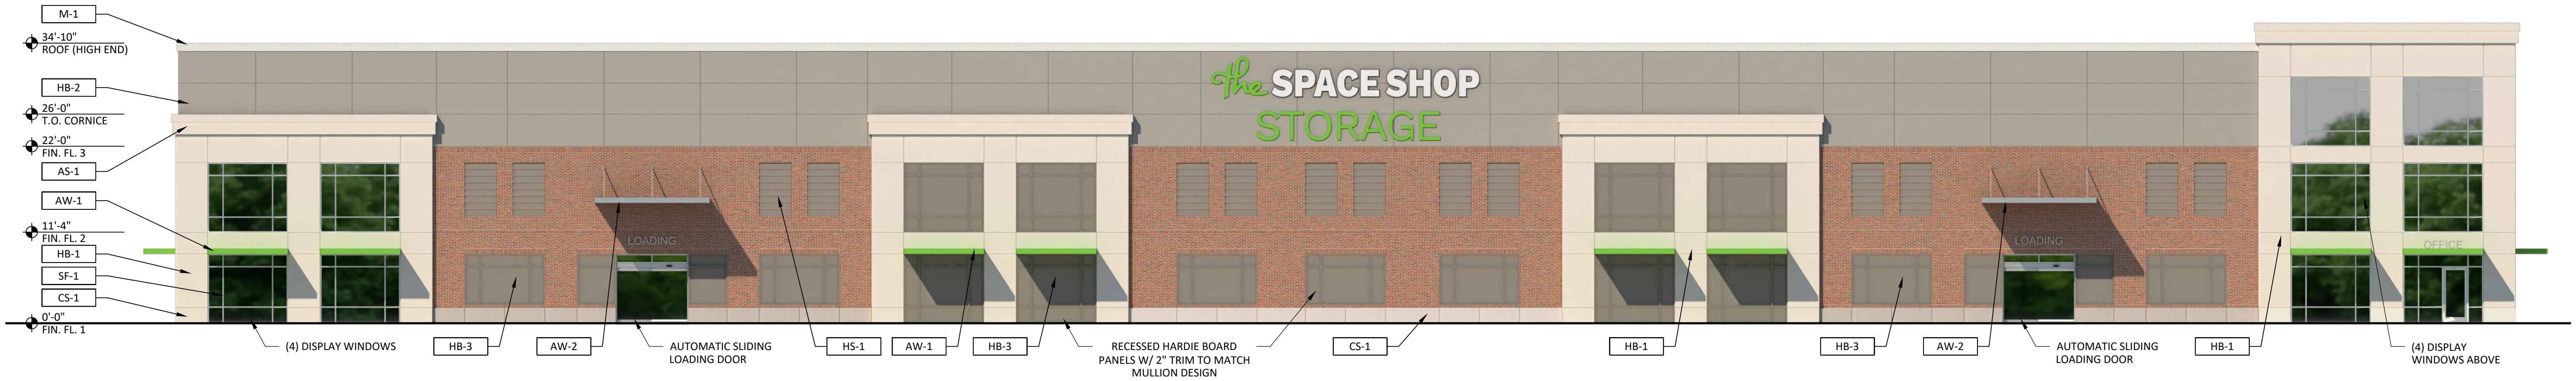 M-1
34'-10"
ROOF (HIGH END)
HB-2
26'-0"
T.O. CORNICE
22'-0"
FIN. FL. 3
AS-1
AW-1
11'-4"
FIN. FL. 2
HB-1
SF-1
CS-1
0'-0"
FIN. FL. 1
the SPACE SHOP
STORAGE
LOADING
LOADING
OFFICE
(4) DISPLAY WINDOWS
HB-3
AW-2
AUTOMATIC SLIDING
LOADING DOOR
HS-1
AW-1
HB-3
RECESSED HARDIE BOARD
PANELS W/ 2" TRIM TO MATCH
MULLION DESIGN
CS-1
HB-1
HB-3
AW-2
AUTOMATIC SLIDING
LOADING DOOR
HB-1
(4) DISPLAY
WINDOWS ABOVE